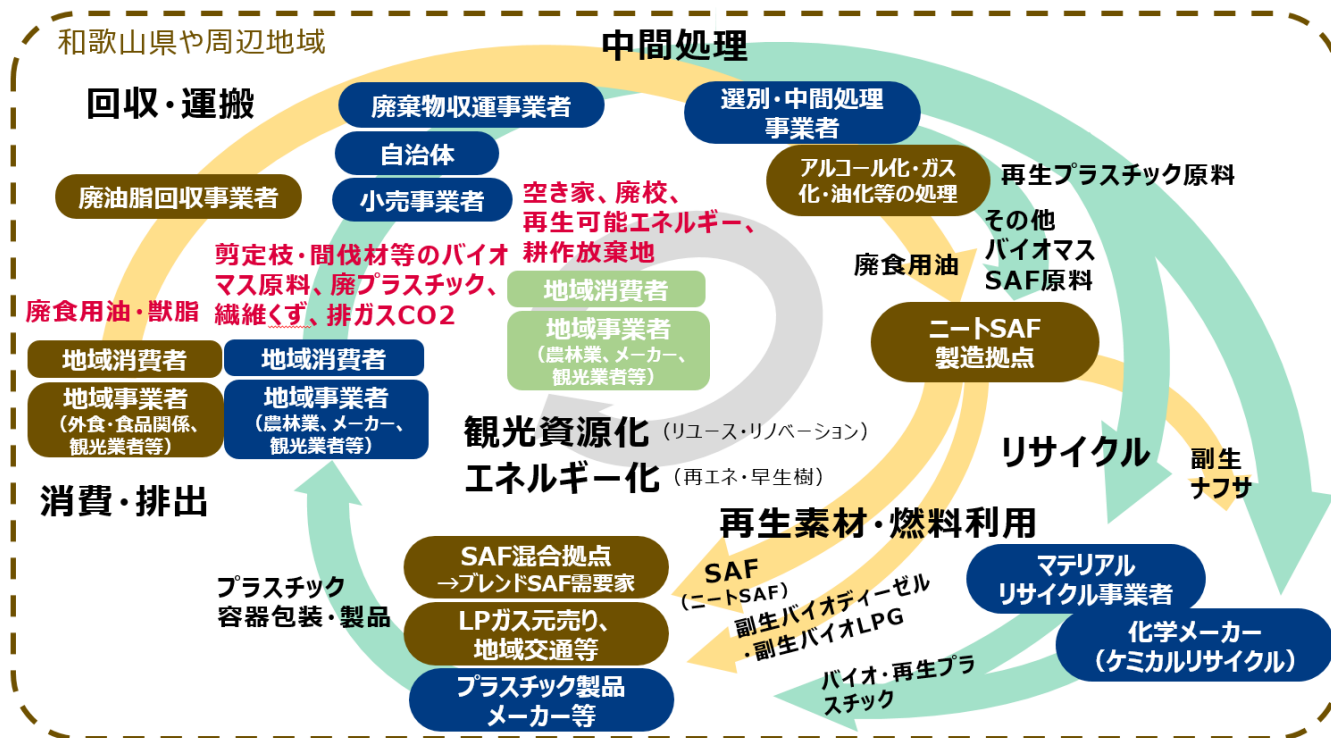 和歌山県や周辺地域
中間処理
回収・運搬
廃棄物収運事業者
自治体
小売事業者
廃油脂回収事業者
選別・中間処理
事業者
アルコール化・ガス
化・油化等の処理
再生プラスチック原料
その他
バイオマス
SAF原料
廃食用油
空き家、廃校、
再生可能エネルギー、
耕作放棄地
剪定枝・間伐材等のバイオ
マス原料、廃プラスチック、
繊維くず、排ガスCO2
廃食用油・獣脂
地域消費者
地域事業者
（外食・食品関係、
観光業者等）
地域消費者
地域事業者
（農林業、メーカー、
観光業者等）
地域消費者
地域事業者
（農林業、メーカー、
観光業者等）
ニートSAF
製造拠点
観光資源化（リユース・リノベーション）
エネルギー化（再エネ・早生樹）
リサイクル
副生
ナフサ
消費・排出
再生素材・燃料利用
SAF混合拠点
→ブレンドSAF需要家
LPガス元売り、
地域交通等
プラスチック製品
メーカー等
プラスチック
容器包装・製品
SAF
（ニートSAF）
副生バイオディーゼル
・副生バイオLPG
バイオ・再生プラ
スチック
マテリアル
リサイクル事業者
化学メーカー
（ケミカルリサイクル）